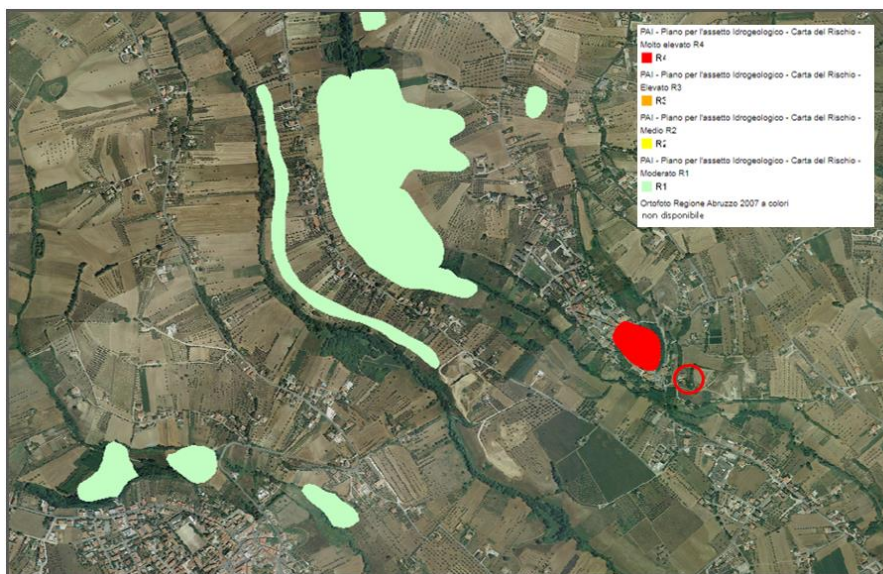 PAI - Piano per l'assetto Idrogeologico - Carta del Rischio -
Molto elevato R4
R4
PAI - Piano per l'assetto Idrogeologico - Carta del Rischio -
Elevato R3
R3
PAI - Piano per l'assetto Idrogeologico - Carta del Rischio -
Medio R2
R2
PAI - Piano per l'assetto Idrogeologico - Carta del Rischio -
Moderato R1
R1
Ortofoto Regione Abruzzo 2007 a colori
non disponibile